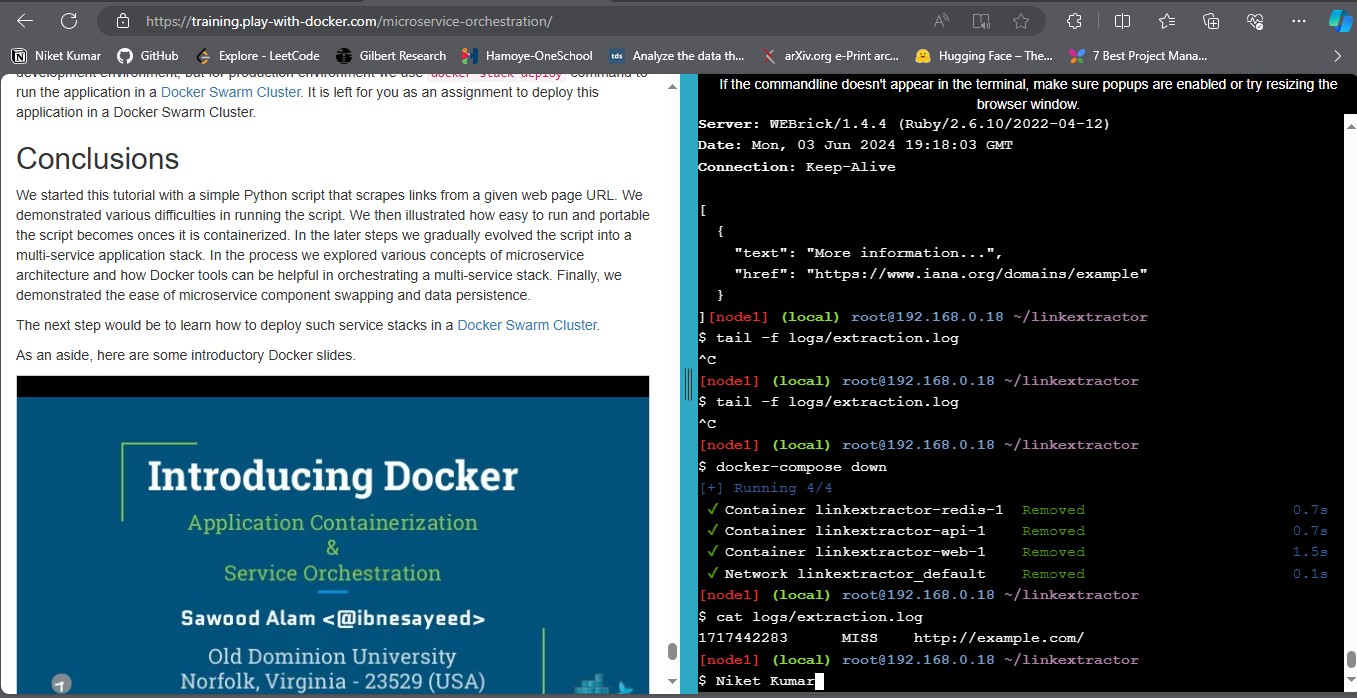 https://training.play-with-docker.com/microservice-orchestration/
Niket Kumar GitHub Explore - LeetCode Gilbert Research Hamoye-OneSchool tds Analyze the data th... arXiv.org e-Print arc... Hugging Face – The... 7 Best Project Mana...
development environment, but for production environment we use docker stack deploy command to
run the application in a Docker Swarm Cluster. It is left for you as an assignment to deploy this
application in a Docker Swarm Cluster.
Conclusions
We started this tutorial with a simple Python script that scrapes links from a given web page URL. We
demonstrated various difficulties in running the script. We then illustrated how easy to run and portable
the script becomes onces it is containerized. In the later steps we gradually evolved the script into a
multi-service application stack. In the process we explored various concepts of microservice
architecture and how Docker tools can be helpful in orchestrating a multi-service stack. Finally, we
demonstrated the ease of microservice component swapping and data persistence.
The next step would be to learn how to deploy such service stacks in a Docker Swarm Cluster.
As an aside, here are some introductory Docker slides.
Introducing Docker
Application Containerization
&
Service Orchestration
Sawood Alam <@ibnesayeed>
Old Dominion University
Norfolk, Virginia - 23529 (USA)
If the commandline doesn't appear in the terminal, make sure popups are enabled or try resizing the
browser window.
Server: WEBrick/1.4.4 (Ruby/2.6.10/2022-04-12)
Date: Mon, 03 Jun 2024 19:18:03 GMT
Connection: Keep-Alive
[
{
"text": "More information...",
"href": "https://www.iana.org/domains/example"
}
][node1] (local) root@192.168.0.18 ~/linkextractor
$ tail -f logs/extraction.log
^C
[node1] (local) root@192.168.0.18 ~/linkextractor
$ tail -f logs/extraction.log
^C
[node1] (local) root@192.168.0.18 ~/linkextractor
$ docker-compose down
[+] Running 4/4
✓ Container linkextractor-redis-1 Removed 0.7s
✓ Container linkextractor-api-1 Removed 0.7s
✓ Container linkextractor-web-1 Removed 1.5s
✓ Network linkextractor_default Removed 0.1s
[node1] (local) root@192.168.0.18 ~/linkextractor
$ cat logs/extraction.log
1717442283 MISS http://example.com/
[node1] (local) root@192.168.0.18 ~/linkextractor
$ Niket Kumar